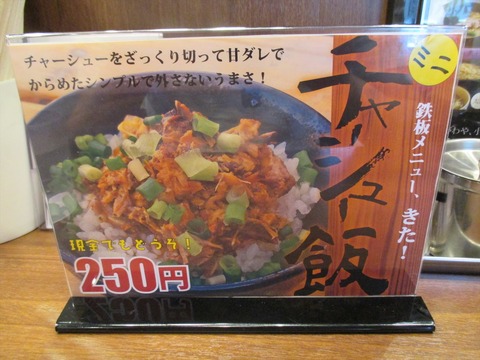 チャーシューをざっくり切って甘ダレで
からめたシンプルで外さないうまさ！
ミニ
チャーシュー飯
鉄板メニュー、きた！
現金でもどうぞ！
250円